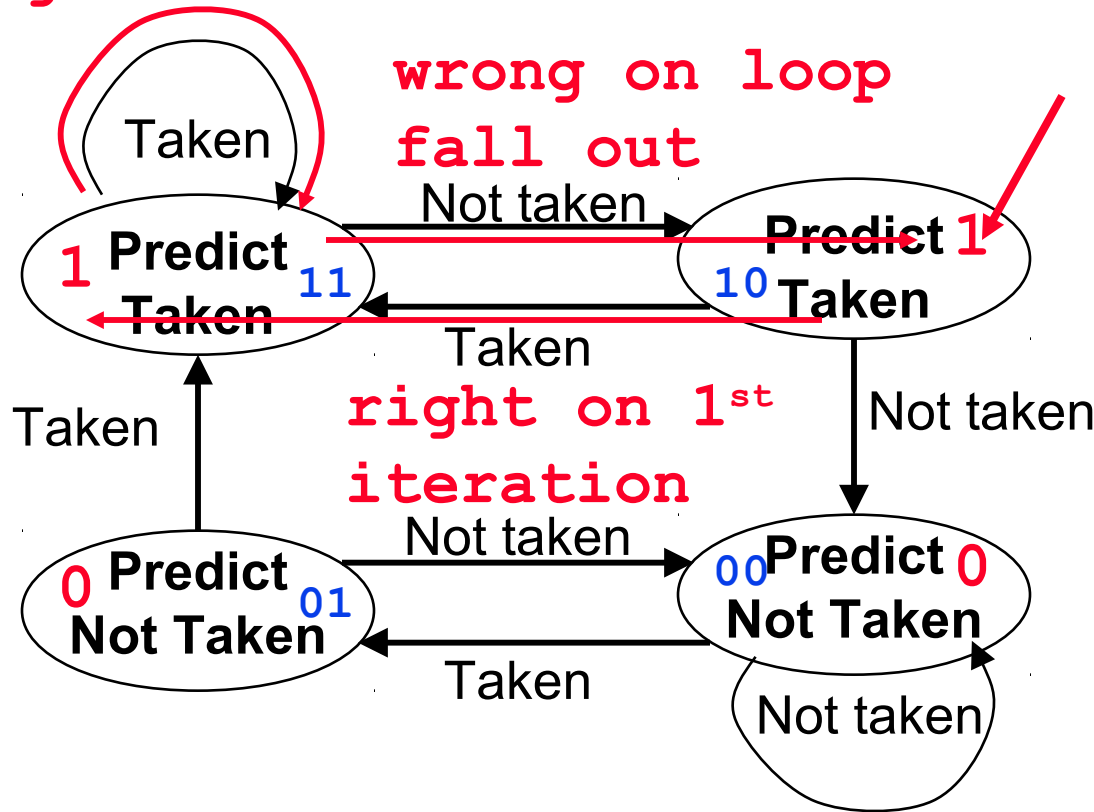 wrong on loop
fall out
Taken
Not taken
1 Predict
Taken 11
Predict 1
10 Taken
Taken
right on 1st
iteration
Taken
Not taken
Not taken
0 Predict
Not Taken 01
00 Predict 0
Not Taken
Taken
Not taken